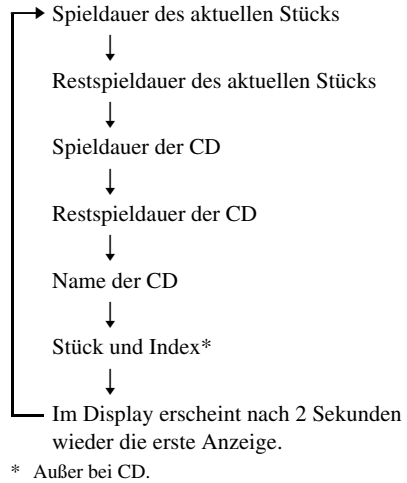 Spieldauer des aktuellen Stücks
Restspieldauer des aktuellen Stücks
Spieldauer der CD
Restspieldauer der CD
Name der CD
Stück und Index*
Im Display erscheint nach 2 Sekunden
wieder die erste Anzeige.
* Außer bei CD.